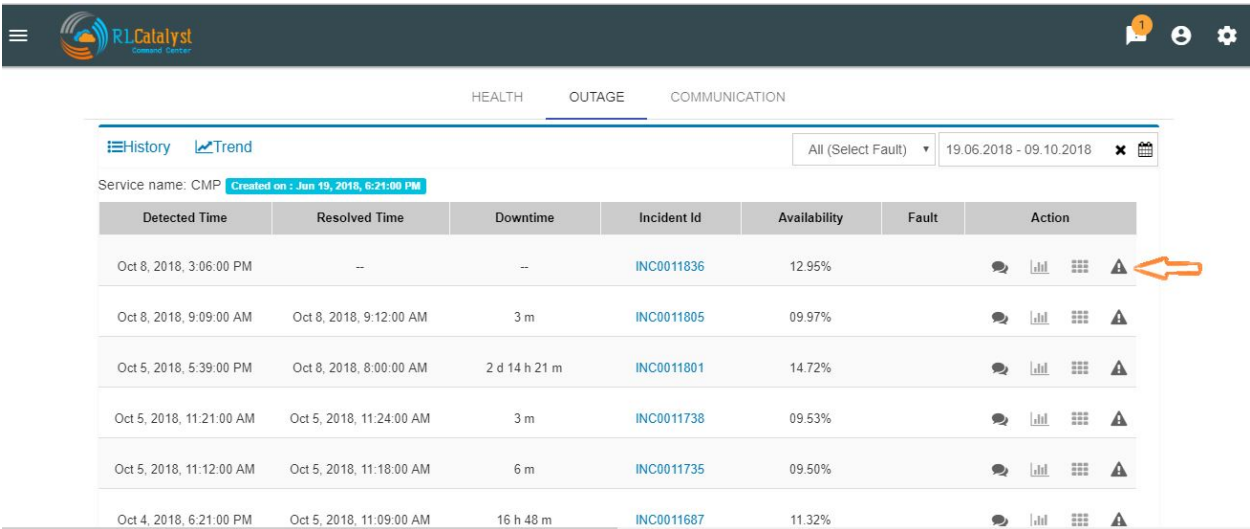 RLCatalyst
Command Center
1
HEALTH OUTAGE COMMUNICATION
History Trend All (Select Fault) 19.06.2018 - 09.10.2018
Service name: CMP Created on : Jun 19, 2018, 6:21:00 PM
Detected Time Resolved Time Downtime Incident Id Availability Fault Action
Oct 8, 2018, 3:06:00 PM -- -- INC0011836 12.95%
Oct 8, 2018, 9:09:00 AM Oct 8, 2018, 9:12:00 AM 3 m INC0011805 09.97%
Oct 5, 2018, 5:39:00 PM Oct 8, 2018, 8:00:00 AM 2 d 14 h 21 m INC0011801 14.72%
Oct 5, 2018, 11:21:00 AM Oct 5, 2018, 11:24:00 AM 3 m INC0011738 09.53%
Oct 5, 2018, 11:12:00 AM Oct 5, 2018, 11:18:00 AM 6 m INC0011735 09.50%
Oct 4, 2018, 6:21:00 PM Oct 5, 2018, 11:09:00 AM 16 h 48 m INC0011687 11.32%